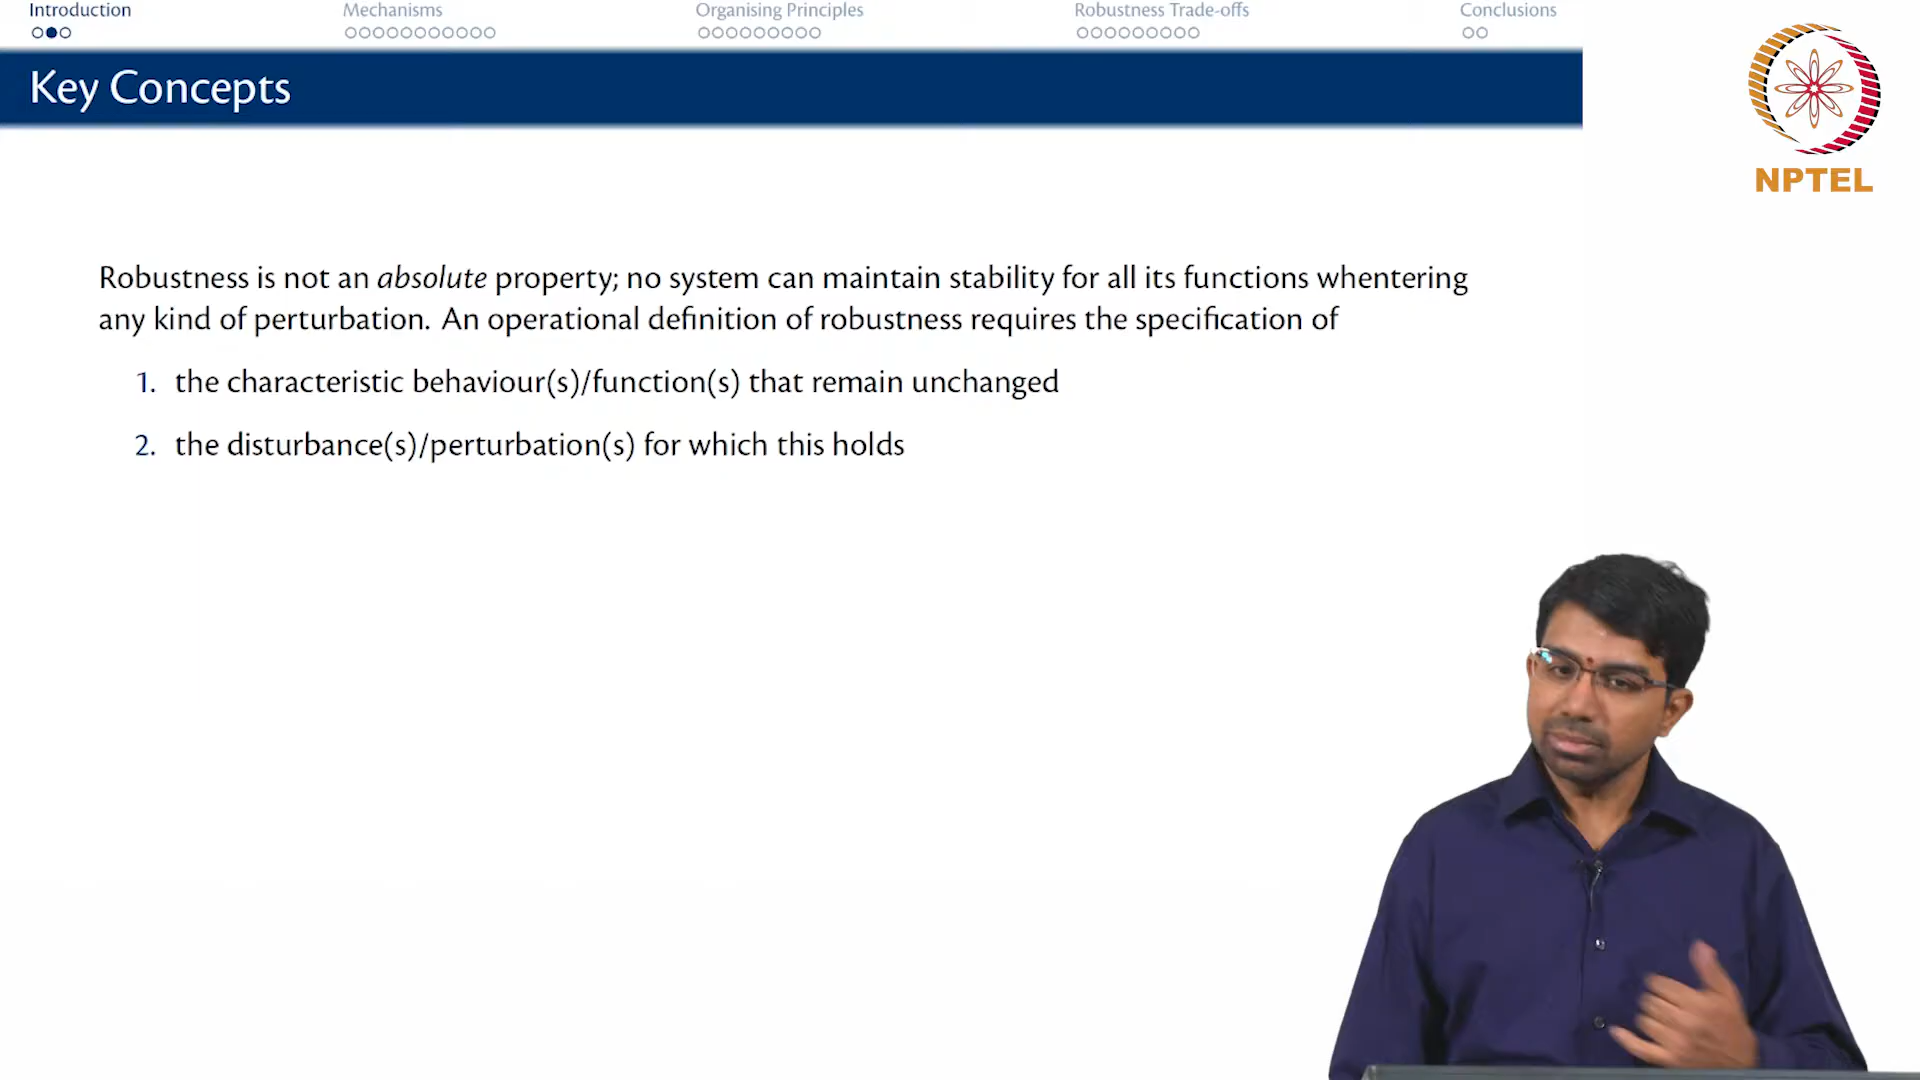 Introduction
Mechanisms
Organising Principles
Robustness Trade-offs
Conclusions
Key Concepts
NPTEL
Robustness is not an absolute property; no system can maintain stability for all its functions whentering
any kind of perturbation. An operational definition of robustness requires the specification of
1. the characteristic behaviour(s)/function(s) that remain unchanged
2. the disturbance(s)/perturbation(s) for which this holds